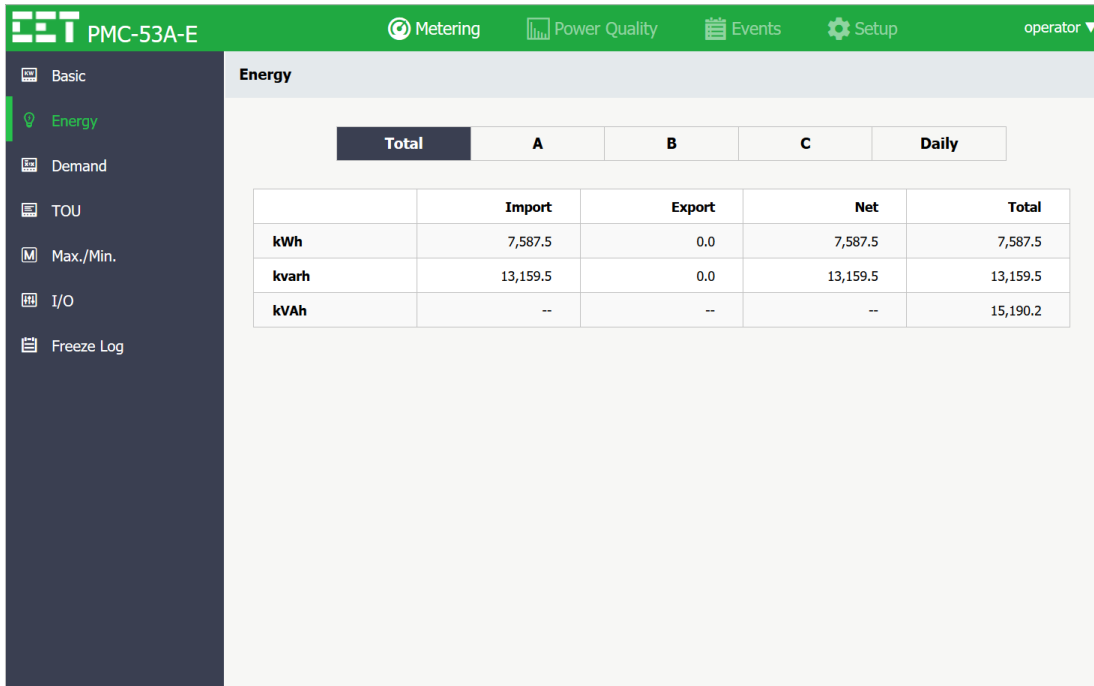 CET PMC-53A-E Metering Power Quality Events Setup operator ▼
Basic
Energy
Demand
TOU
Max./Min.
I/O
Freeze Log
Energy
Total A B C Daily
Import Export Net Total
kWh 7,587.5 0.0 7,587.5 7,587.5
kvarh 13,159.5 0.0 13,159.5 13,159.5
kVAh -- -- -- 15,190.2